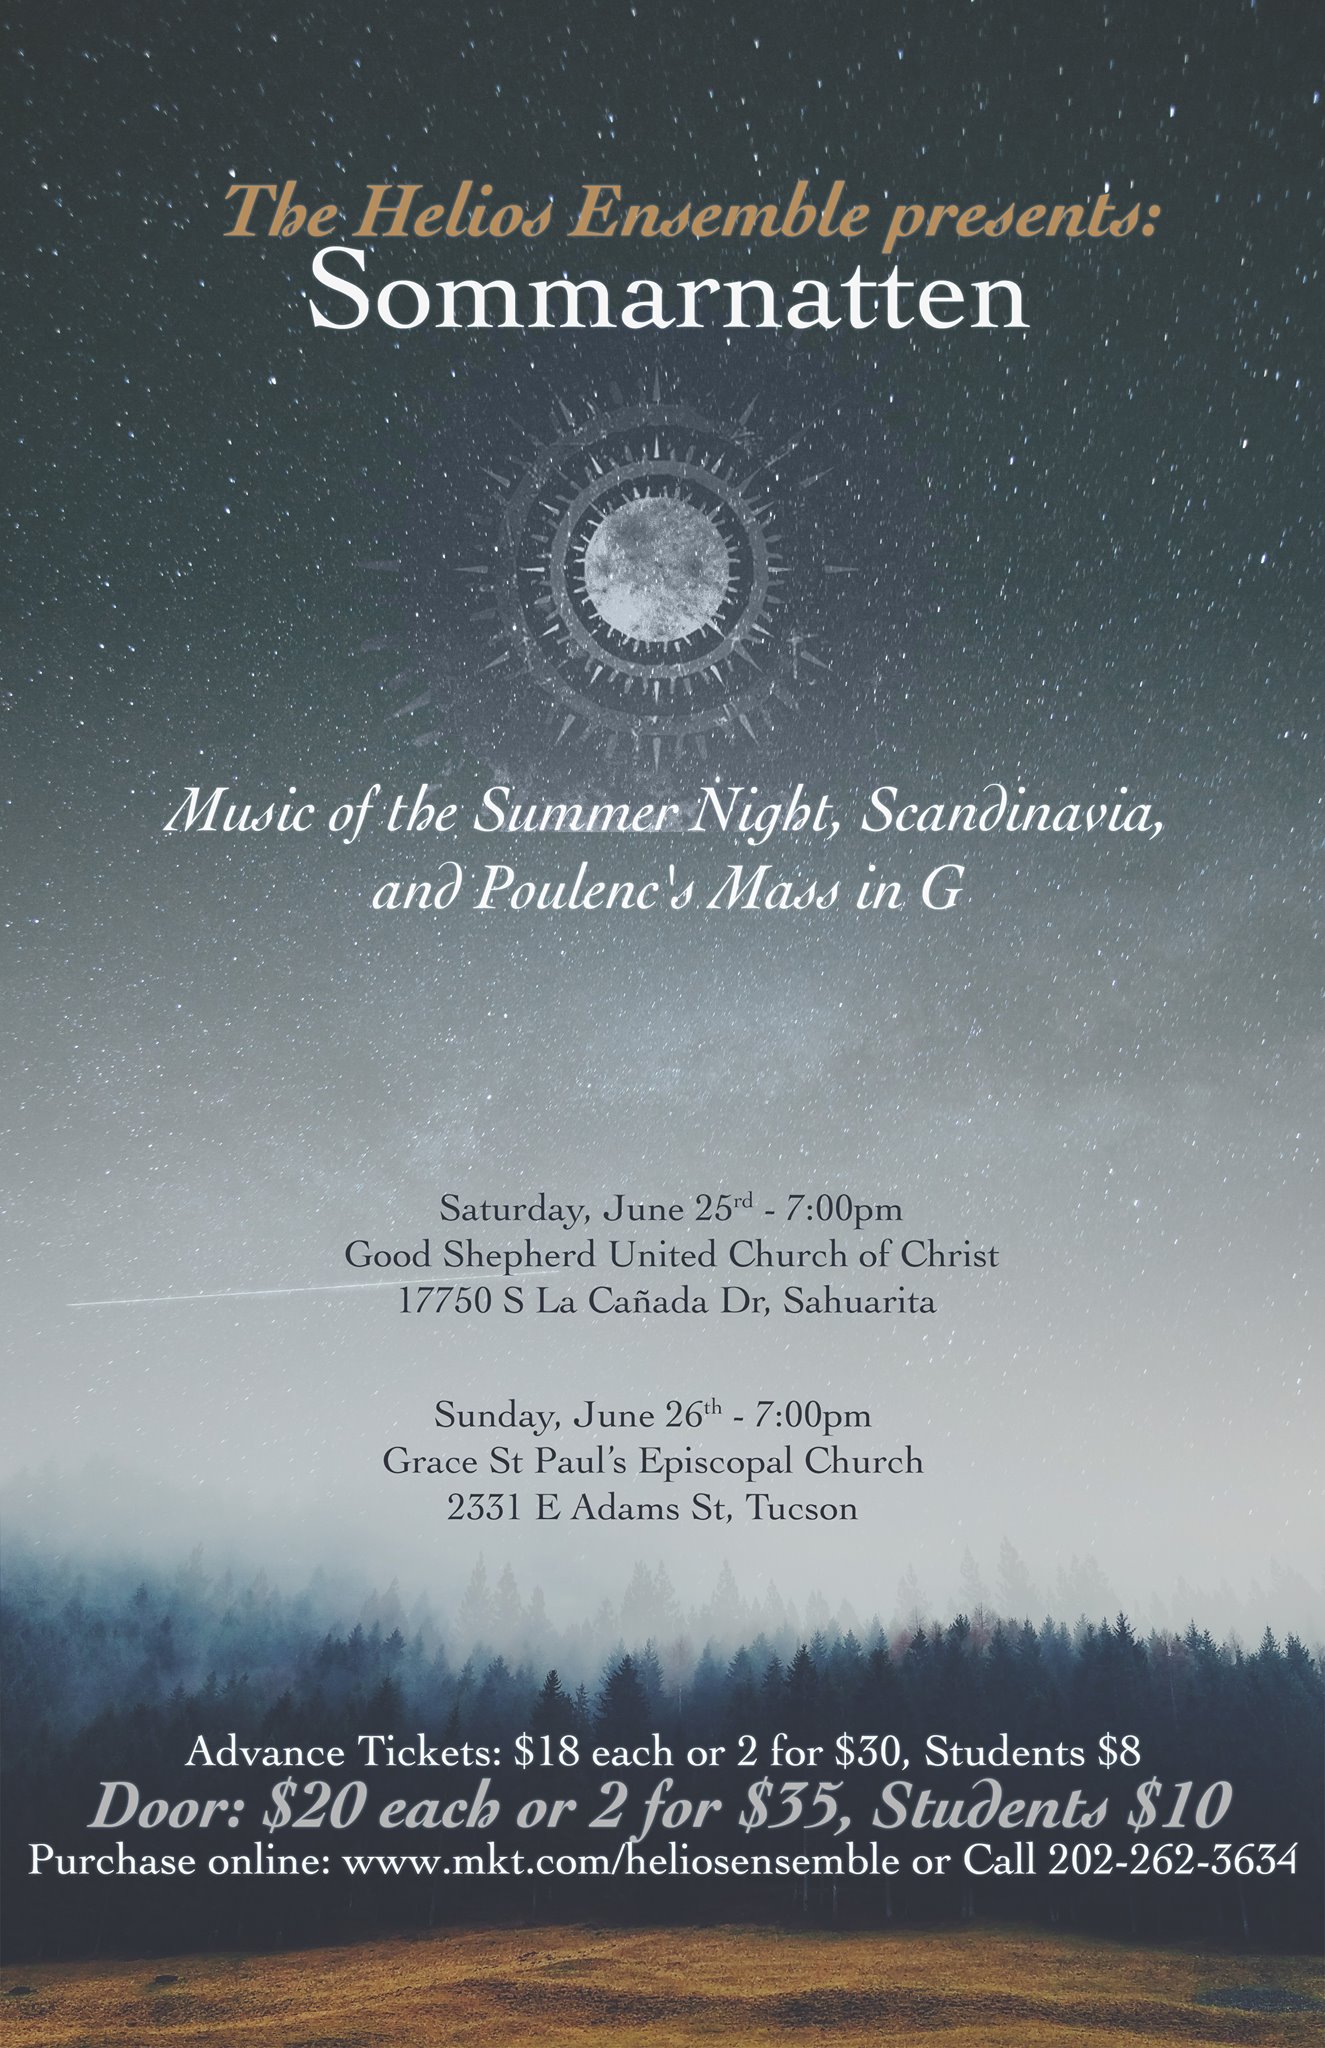 The Helios Ensemble presents:
Sommarnatten
Music of the Summer Night, Scandinavia,
and Poulenc's Mass in G
Saturday, June 25rd - 7:00pm
Good Shepherd United Church of Christ
17750 S La Cañada Dr, Sahuarita
Sunday, June 26th - 7:00pm
Grace St Paul’s Episcopal Church
2331 E Adams St, Tucson
Advance Tickets: $18 each or 2 for $30, Students $8
Door: $20 each or 2 for $35, Students $10
Purchase online: www.mkt.com/heliosensemble or Call 202-262-3634